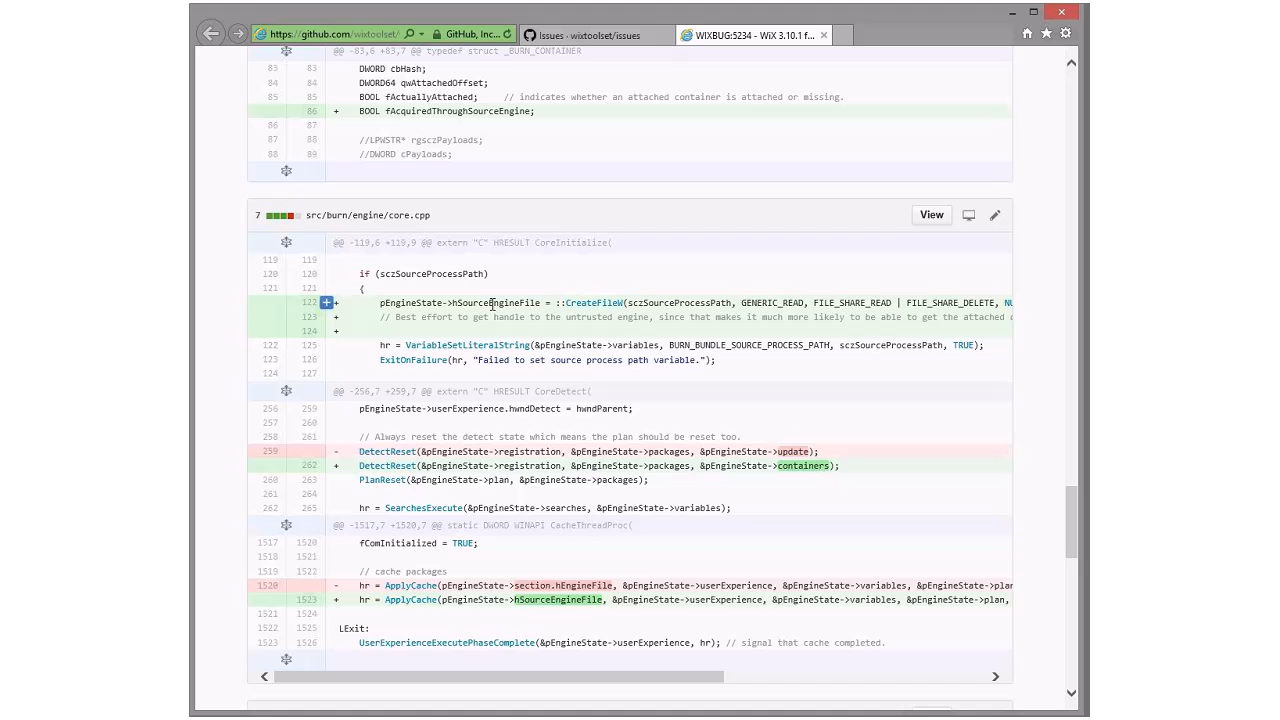 https://github.com/wixtoolset GitHub, Inc... Issues · wixtoolset/issues WIXBUG:5234 - WiX 3.10.1 f... ×
@@ -83,6 +83,7 @@ typedef struct _BURN_CONTAINER
83 83 DWORD cbHash;
84 84 DWORD64 qwAttachedOffset;
85 85 BOOL fActuallyAttached; // indicates whether an attached container is attached or missing.
86 + BOOL fAcquiredThroughSourceEngine;
86 87
87 88 //LPWSTR* rgsczPayloads;
88 89 //DWORD cPayloads;
7 src/burn/engine/core.cpp View
@@ -119,6 +119,9 @@ extern "C" HRESULT CoreInitialize(
119 119
120 120 if (sczSourceProcessPath)
121 121 {
122 + pEngineState->hSourceEngineFile = ::CreateFileW(sczSourceProcessPath, GENERIC_READ, FILE_SHARE_READ | FILE_SHARE_DELETE, NU
123 + // Best effort to get handle to the untrusted engine, since that makes it much more likely to be able to get the attached
124 +
122 125 hr = VariableSetLiteralString(&pEngineState->variables, BURN_BUNDLE_SOURCE_PROCESS_PATH, sczSourceProcessPath, TRUE);
123 126 ExitOnFailure(hr, "Failed to set source process path variable.");
124 127
@@ -256,7 +259,7 @@ extern "C" HRESULT CoreDetect(
256 259 pEngineState->userExperience.hwndDetect = hwndParent;
257 260
258 261 // Always reset the detect state which means the plan should be reset too.
259 - DetectReset(&pEngineState->registration, &pEngineState->packages, &pEngineState->update);
262 + DetectReset(&pEngineState->registration, &pEngineState->packages, &pEngineState->containers);
260 263 PlanReset(&pEngineState->plan, &pEngineState->packages);
261 264
262 265 hr = SearchesExecute(&pEngineState->searches, &pEngineState->variables);
@@ -1517,7 +1520,7 @@ static DWORD WINAPI CacheThreadProc(
1517 1520 fComInitialized = TRUE;
1518 1521
1519 1522 // cache packages
1520 - hr = ApplyCache(pEngineState->section.hEngineFile, &pEngineState->userExperience, &pEngineState->variables, &pEngineState->plan
1523 + hr = ApplyCache(pEngineState->hSourceEngineFile, &pEngineState->userExperience, &pEngineState->variables, &pEngineState->plan,
1521 1524
1522 1525 LExit:
1523 1526 UserExperienceExecutePhaseComplete(&pEngineState->userExperience, hr); // signal that cache completed.